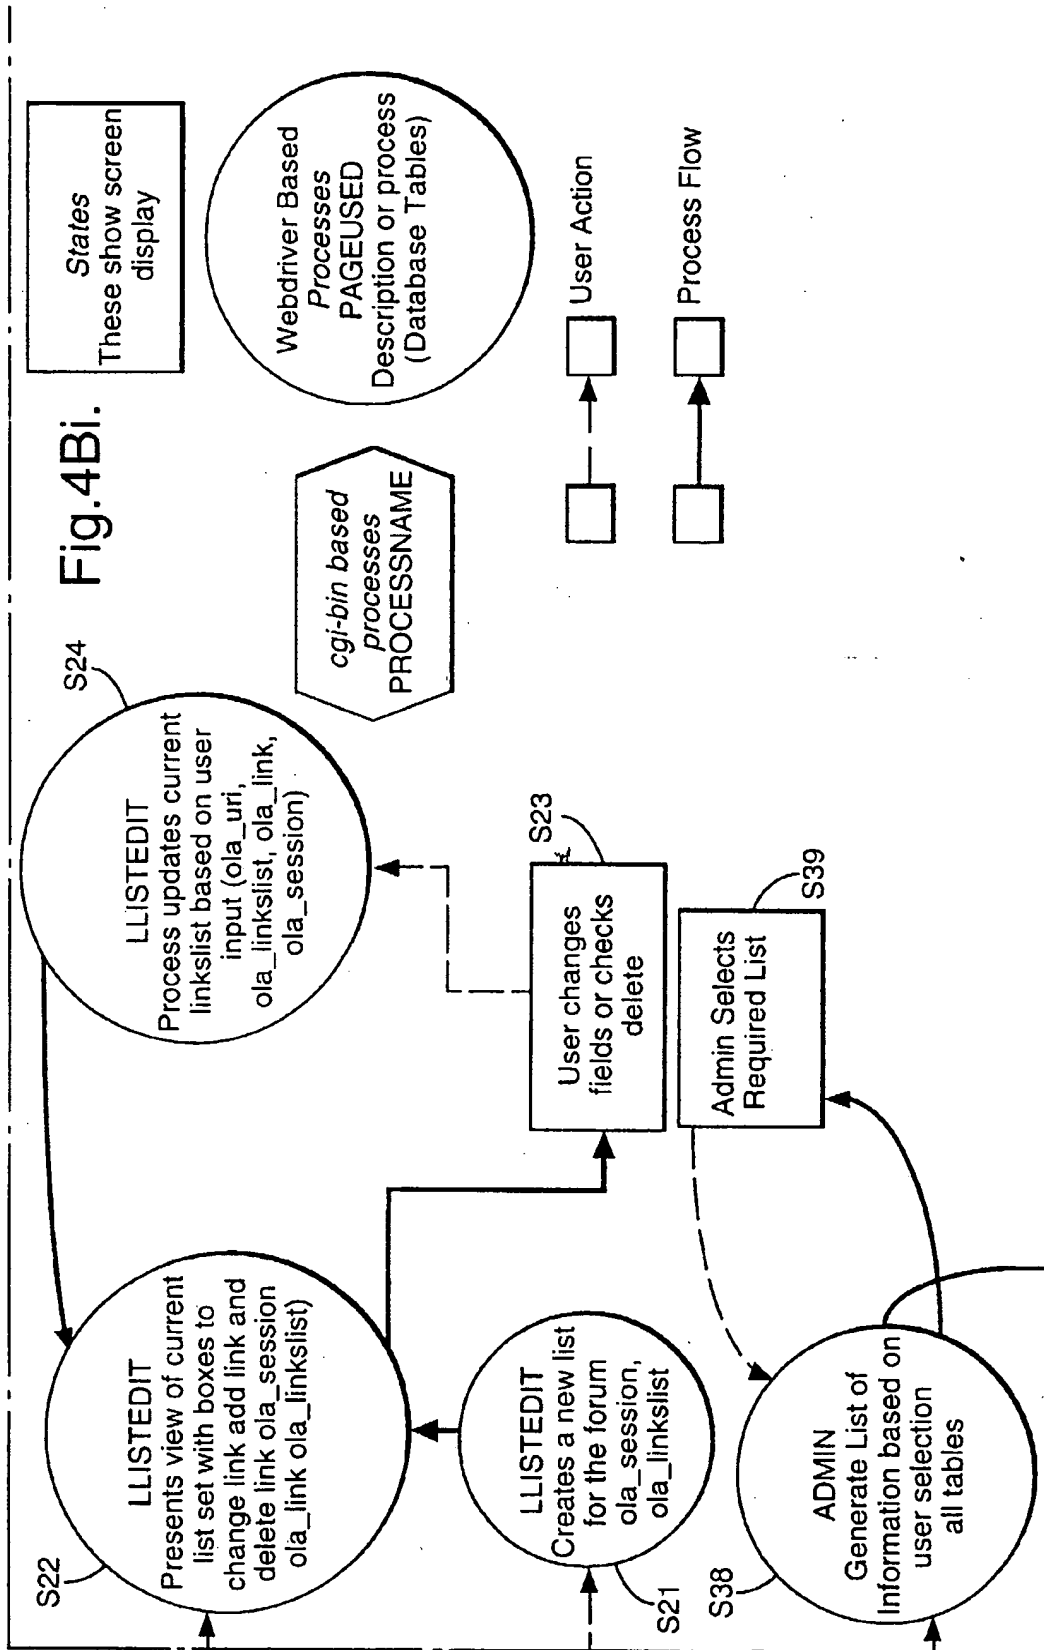 Fig.4Bi.
S22
LLISTEDIT
Presents view of current
list set with boxes to
change link add link and
delete link ola_session
ola_link ola_linkslist)
S24
LLISTEDIT
Process updates current
linkslist based on user
input (ola_uri,
ola_linkslist, ola_link,
ola_session)
States
These show screen
display
cgi-bin based
processes
PROCESSNAME
Webdriver Based
Processes
PAGEUSED
Description or process
(Database Tables)
S21
LLISTEDIT
Creates a new list
for the forum
ola_session,
ola_linkslist
S23
User changes
fields or checks
delete
User Action
Process Flow
S38
ADMIN
Generate List of
Information based on
user selection
all tables
S39
Admin Selects
Required List